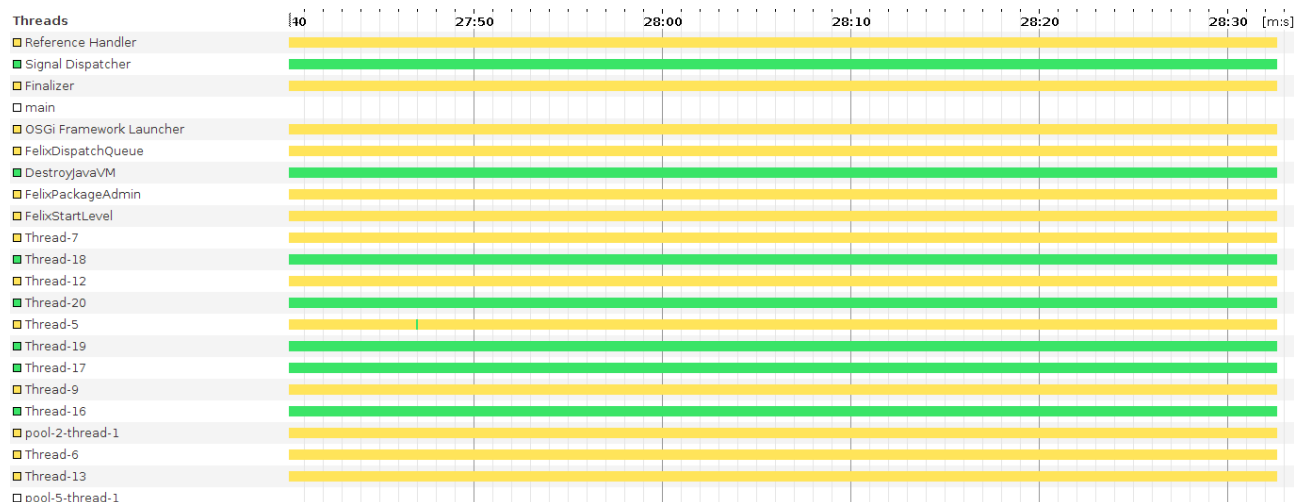 Threads 40 27:50 28:00 28:10 28:20 28:30 [m:s]
Reference Handler
Signal Dispatcher
Finalizer
main
OSGi Framework Launcher
FelixDispatchQueue
DestroyJavaVM
FelixPackageAdmin
FelixStartLevel
Thread-7
Thread-18
Thread-12
Thread-20
Thread-5
Thread-19
Thread-17
Thread-9
Thread-16
pool-2-thread-1
Thread-6
Thread-13
pool-5-thread-1